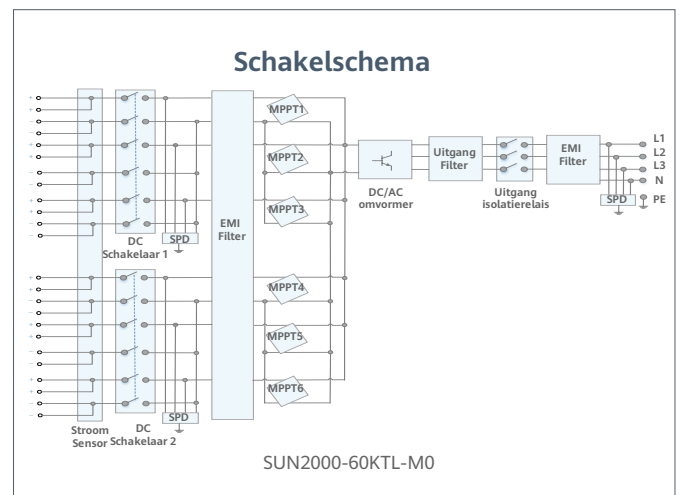 Schakelschema
MPPT1
MPPT2
MPPT3
MPPT4
MPPT5
MPPT6
EMI
Filter
DC/AC
omvormer
Uitgang
Filter
Uitgang
isolatierelais
EMI
Filter
L1
L2
L3
N
PE
SPD
SPD
DC
Schakelaar 1
SPD
DC
Schakelaar 2
Stroom
Sensor
SUN2000-60KTL-M0